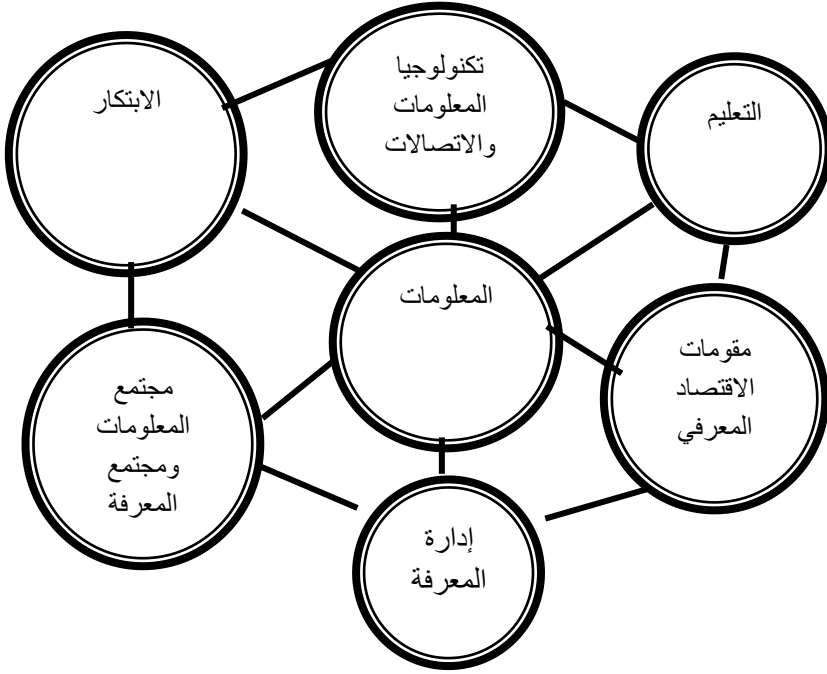 تكنولوجيا
المعلومات
والاتصالات
التعليم
الابتكار
المعلومات
مقومات
الاقتصاد
المعرفي
مجتمع
المعلومات
ومجتمع
المعرفة
إدارة
المعرفة